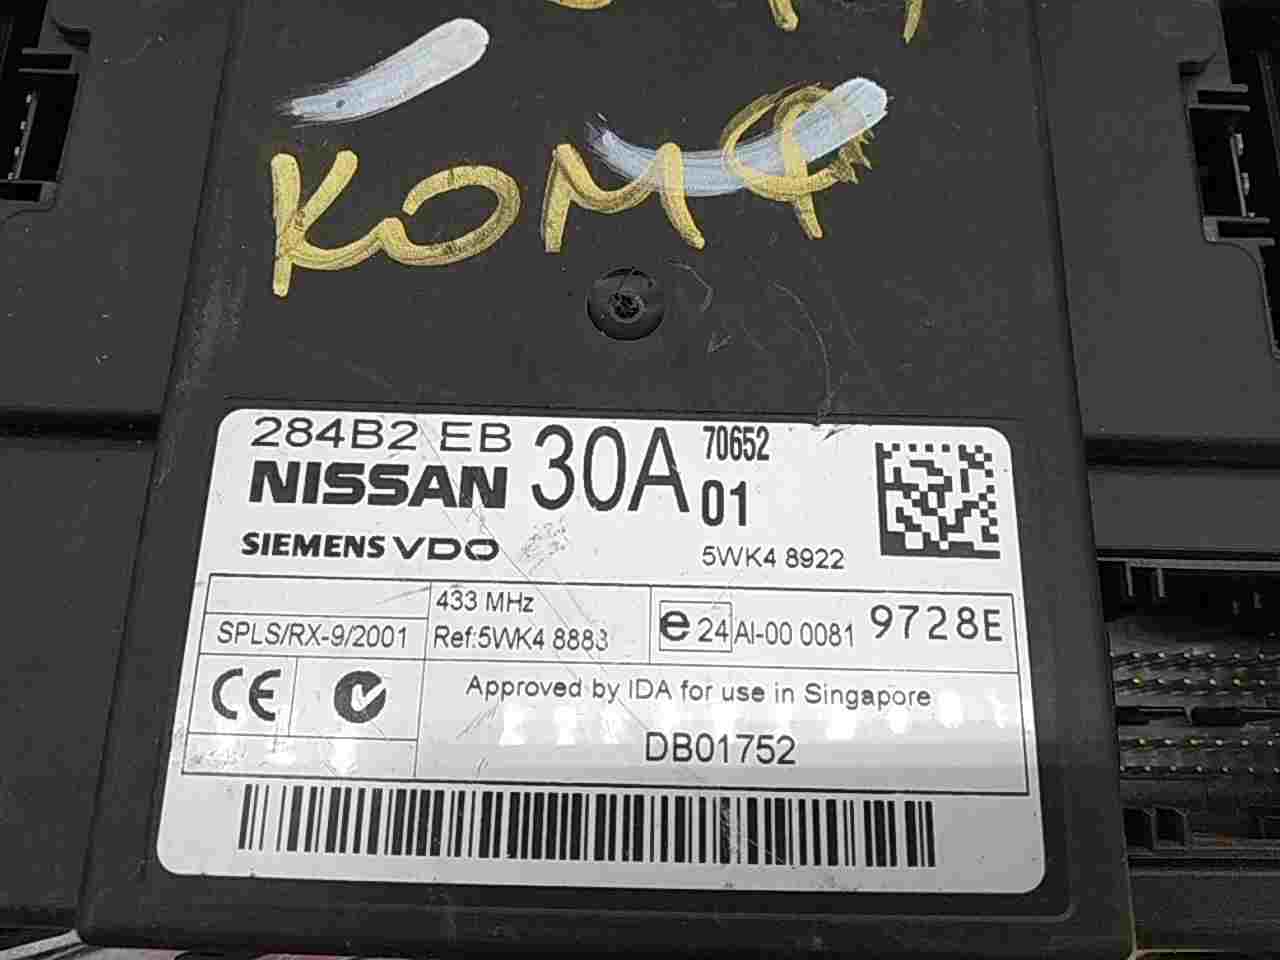 КОМФ
284B2 EB 30A 70652
NISSAN 01
SIEMENS VDO 5WK4 8922
433 MHz
SPLS/RX-9/2001 Ref:5WK4 8883 e24 AI-00 0081 9728E
CE Approved by IDA for use in Singapore
DB01752